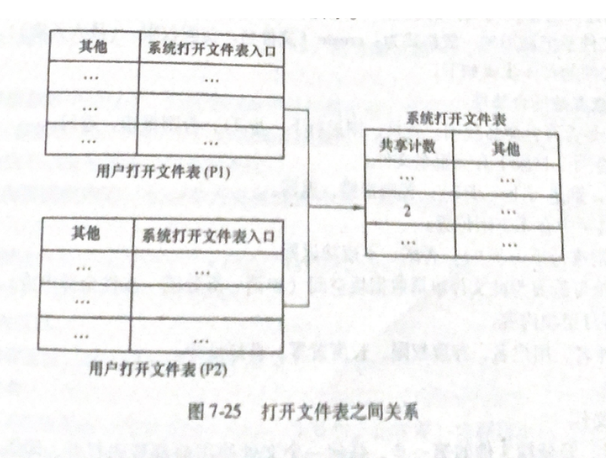 其他 系统打开文件表入口
… …
… …
用户打开文件表(P1)
系统打开文件表
共享计数 其他
…
2 …
…
其他 系统打开文件表入口
… …
… …
用户打开文件表(P2)
图 7-25 打开文件表之间关系